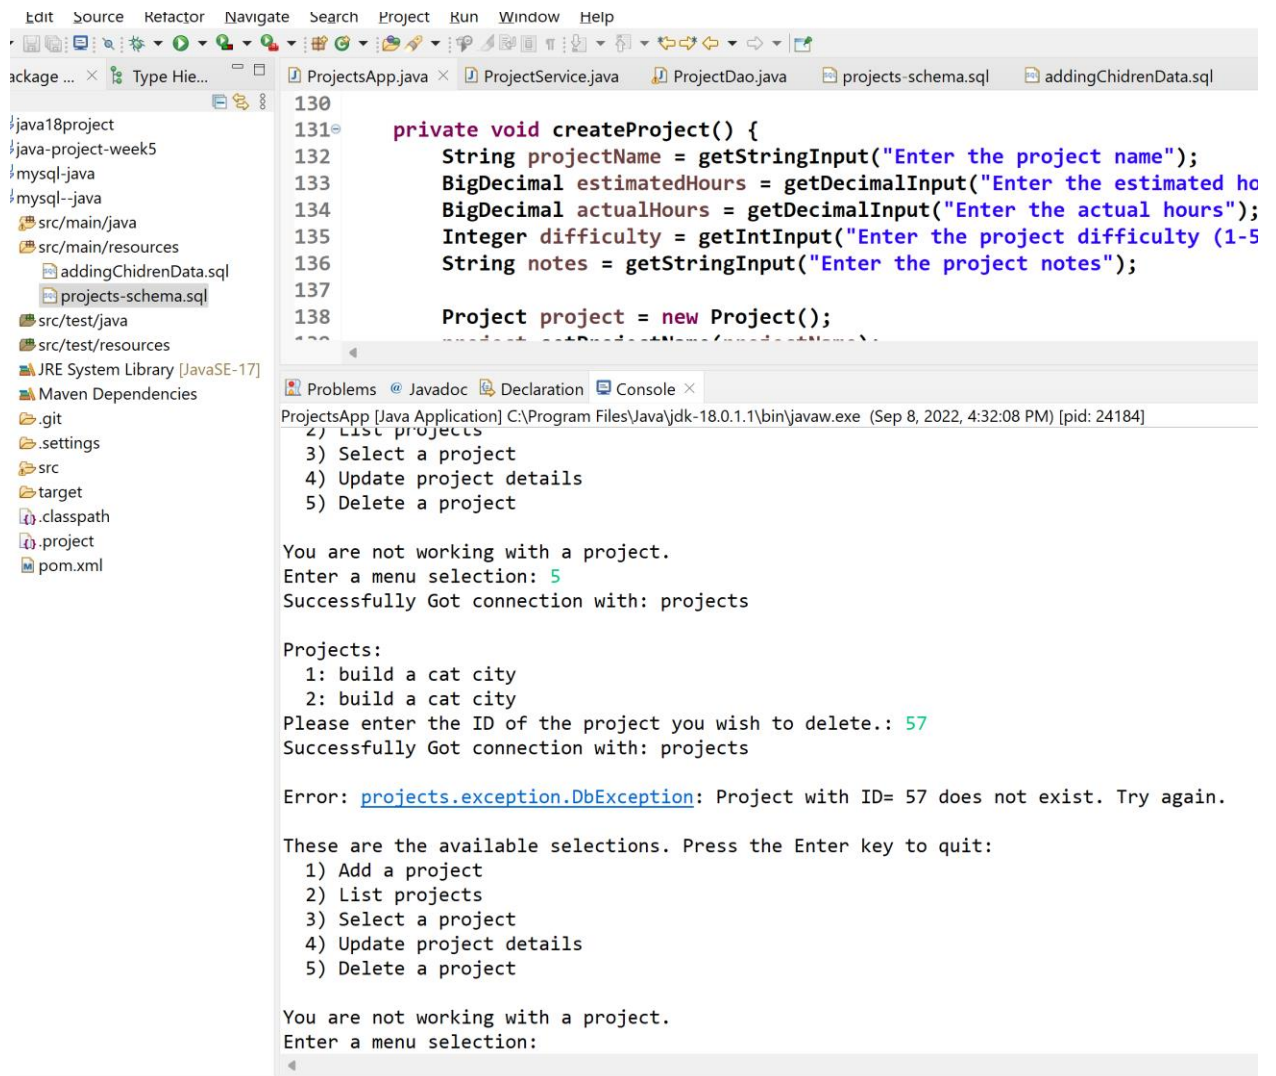 Edit Source Refactor Navigate Search Project Run Window Help
ackage ... Type Hie...
ProjectsApp.java ProjectService.java ProjectDao.java projects-schema.sql addingChidrenData.sql
java18project
java-project-week5
mysql-java
mysql--java
src/main/java
src/main/resources
addingChidrenData.sql
projects-schema.sql
src/test/java
src/test/resources
JRE System Library [JavaSE-17]
Maven Dependencies
.git
.settings
src
target
.classpath
.project
pom.xml
130
131 private void createProject() {
132 String projectName = getStringInput("Enter the project name");
133 BigDecimal estimatedHours = getDecimalInput("Enter the estimated ho
134 BigDecimal actualHours = getDecimalInput("Enter the actual hours");
135 Integer difficulty = getIntInput("Enter the project difficulty (1-5
136 String notes = getStringInput("Enter the project notes");
137
138 Project project = new Project();
139 project.setProjectName(projectName);
Problems @ Javadoc Declaration Console
ProjectsApp [Java Application] C:\Program Files\Java\jdk-18.0.1.1\bin\javaw.exe (Sep 8, 2022, 4:32:08 PM) [pid: 24184]
2) List projects
3) Select a project
4) Update project details
5) Delete a project
You are not working with a project.
Enter a menu selection: 5
Successfully Got connection with: projects
Projects:
1: build a cat city
2: build a cat city
Please enter the ID of the project you wish to delete.: 57
Successfully Got connection with: projects
Error: projects.exception.DbException: Project with ID= 57 does not exist. Try again.
These are the available selections. Press the Enter key to quit:
1) Add a project
2) List projects
3) Select a project
4) Update project details
5) Delete a project
You are not working with a project.
Enter a menu selection: